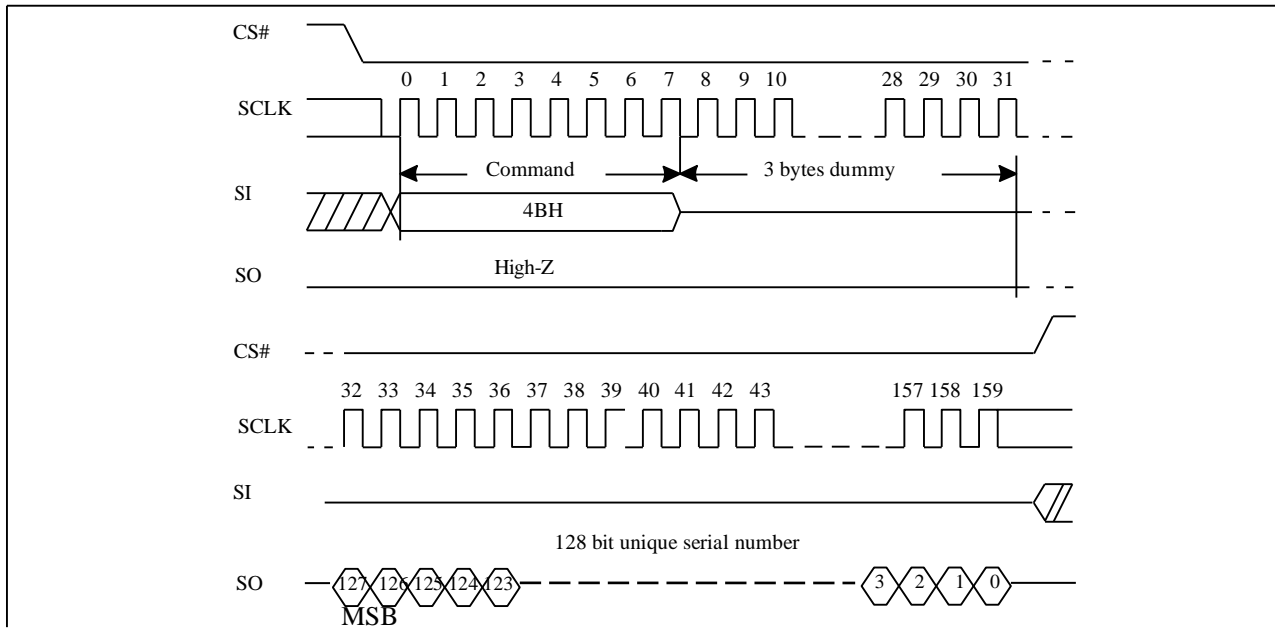 CS#
0 1 2 3 4 5 6 7 8 9 10 28 29 30 31
SCLK
Command 3 bytes dummy
SI
4BH
High-Z
SO
CS#
32 33 34 35 36 37 38 39 40 41 42 43 157 158 159
SCLK
SI
128 bit unique serial number
SO 127 126 125 124 123 3 2 1 0
MSB